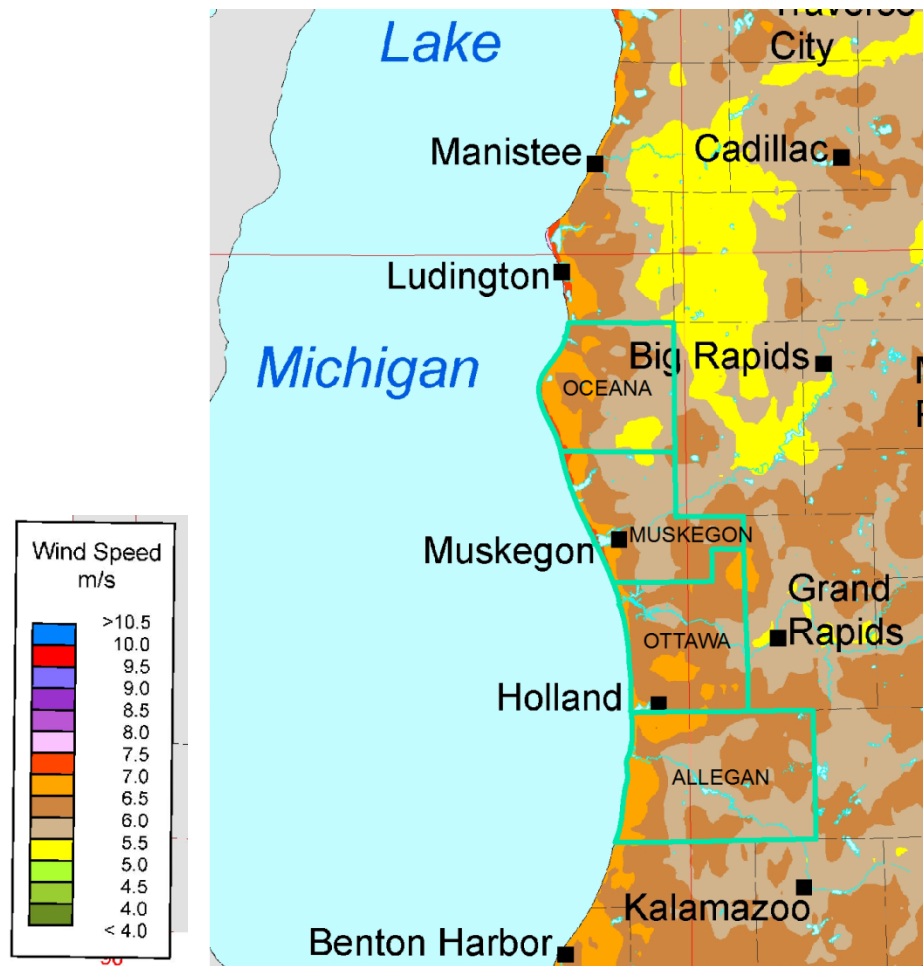 City
Lake
Manistee
Cadillac
Ludington
Michigan
Big Rapids
OCEANA
Muskegon
MUSKEGON
Grand
Rapids
OTTAWA
Holland
ALLEGAN
Kalamazoo
Benton Harbor
Wind Speed
m/s
>10.5
10.0
9.5
9.0
8.5
8.0
7.5
7.0
6.5
6.0
5.5
5.0
4.5
4.0
< 4.0